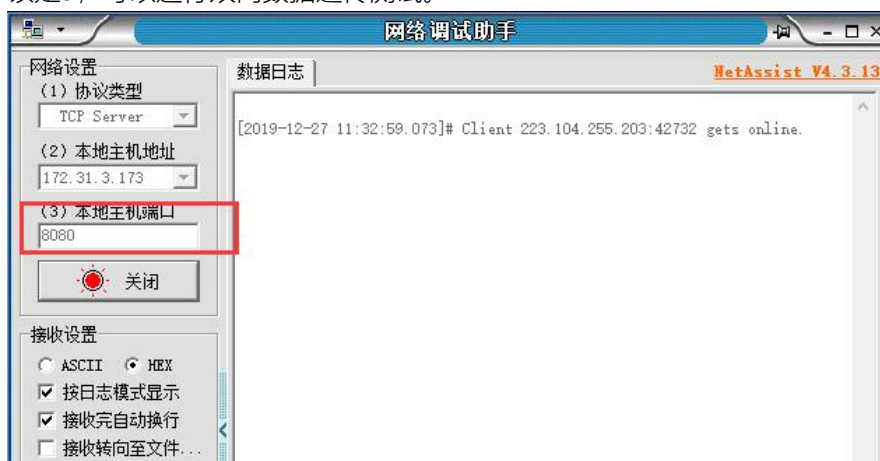 网络调试助手
网络设置
(1) 协议类型
TCP Server
(2) 本地主机地址
172.31.3.173
(3) 本地主机端口
8080
关闭
接收设置
ASCII HEX
按日志模式显示
接收完自动换行
接收转向至文件...
数据日志
NetAssist V4.3.13
[2019-12-27 11:32:59.073]# Client 223.104.255.203:42732 gets online.